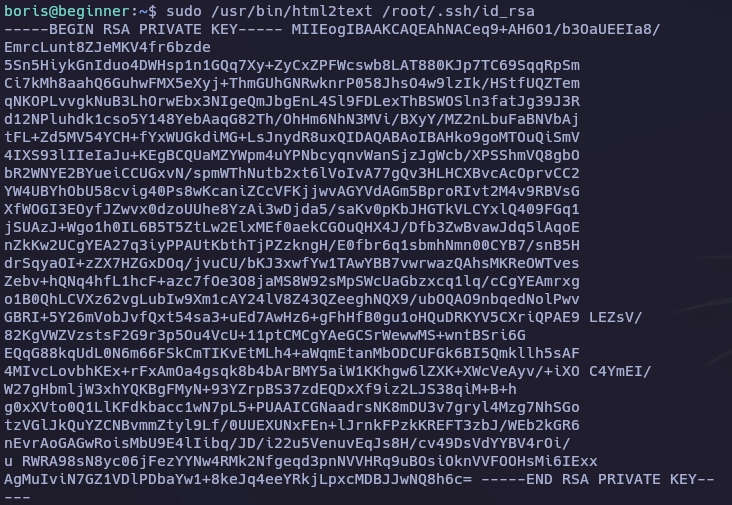 boris@beginner:~$ sudo /usr/bin/html2text /root/.ssh/id_rsa
-----BEGIN RSA PRIVATE KEY----- MIIEogIBAAKCAQEAhNACeq9+AH6O1/b3OaUEEIa8/
EmrcLunt8ZJeMKV4fr6bzde
5Sn5HiykGnIduo4DWHsp1n1GQq7Xy+ZyCxZPFWcswb8LAT880KJp7TC69SqqRpSm
Ci7kMh8aahQ6GuhwFMX5eXyj+ThmGUhGNRwknrP058JhsO4w9lzIk/HStfUQZTem
qNKOPLvvgkNuB3LhOrwEbx3NIgeQmJbgEnL4Sl9FDLexThBSWOSln3fatJg39J3R
d12NPluhdk1cso5Y148YebAaqG82Th/OhHm6NhN3MVi/BXyY/MZ2nLbuFaBNVbAj
tFL+Zd5MV54YCH+fYxWUGkdiMG+LsJnydR8uxQIDAQABAoIBAHko9goMTOuQiSmV
4IXS93lIIeIaJu+KEgBCQUaMZYWpm4uYPNbcyqnvWanSjzJgWcb/XPSShmVQ8gbO
bR2WNYE2BYueiCCUGxvN/spmWThNutb2xt6lVoIvA77gQv3HLHCXBvcAcOprvCC2
YW4UBYhObU58cvig40Ps8wKcaniZCcVFKjjwvAGYVdAGm5BproRIvt2M4v9RBVsG
XfWOGI3EOyfJZwvx0dzoUUhe8YzAi3wDjda5/saKv0pKbJHGTkVLCYxlQ409FGq1
jSUAzJ+Wgo1h0IL6B5T5ZtLw2ElxMEf0aekCGOuQHX4J/Dfb3ZwBvawJdq5lAqoE
nZkKw2UCgYEA27q3iyPPAUtKbthTjPZzkngH/E0fbr6q1sbmhNmn00CYB7/snB5H
drSqyaOI+zZX7HZGxDOq/jvuCU/bKJ3xwfYw1TAwYBB7vwrwazQAhsMKReOWTves
Zebv+hQNq4hfL1hcF+azc7fOe3O8jaMS8W92sMpSWcUaGbzxcq1lq/cCgYEAmrxg
o1B0QhLCVXz62vgLubIw9Xm1cAY24lV8Z43QZeeghNQX9/ubOQAO9nbqedNolPwv
GBRI+5Y26mVobJvfQxt54sa3+uEd7AwHz6+gFhHfB0gu1oHQuDRKYV5CXriQPAE9 LEZsV/
82KgVWZVzstsF2G9r3p5Ou4VcU+11ptCMCgYAeGCSrWewwMS+wntBSri6G
EQqG88kqUdL0N6m66FSkCmTIKvEtMLh4+aWqmEtanMbODCUFGk6BI5Qmkllh5sAF
4MIvcLovbhKEx+rFxAmOa4gsqk8b4bArBMY5aiW1KKhgw6lZXK+XWcVeAyv/+iXO C4YmEI/
W27gHbmljW3xhYQKBgFMyN+93YZrpBS37zdEQDxXf9iz2LJS38qiM+B+h
g0xXVto0Q1LlKFdkbacc1wN7pL5+PUAAICGNaadrsNK8mDU3v7gryl4Mzg7NhSGo
tzVGlJkQuYZCNBvmmZtyl9Lf/0UUEXUNxFEn+lJrnkFPzkKREFT3zbJ/WEb2kGR6
nEvrAoGAGwRoisMbU9E4lIibq/JD/i22u5VenuvEqJs8H/cv49DsVdYYBV4rOi/
u RWRA98sN8yc06jFezYYNw4RMk2Nfgeqd3pnNVVHRq9uBOsiOknVVFOOHsMi6IExx
AgMuIviN7GZ1VDlPDbaYw1+8keJq4eeYRkjLpxcMDBJJwNQ8h6c= -----END RSA PRIVATE KEY--
---